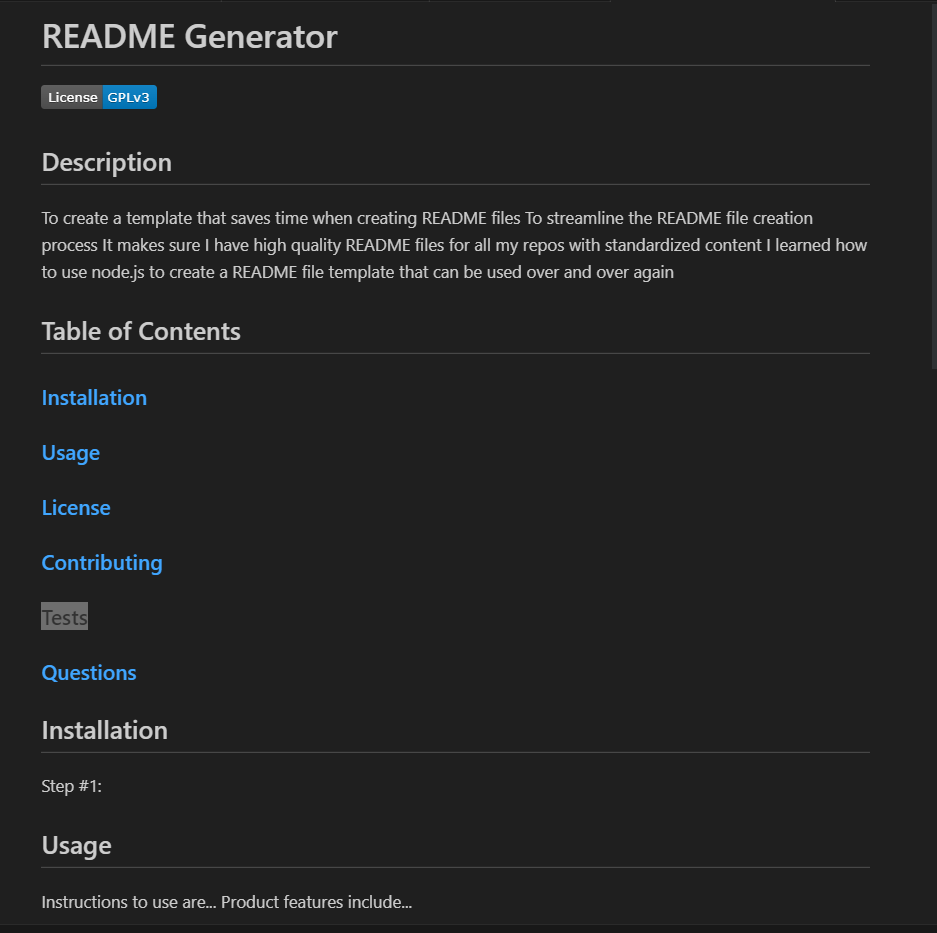 README Generator
License GPLv3
Description
To create a template that saves time when creating README files To streamline the README file creation
process It makes sure I have high quality README files for all my repos with standardized content I learned how
to use node.js to create a README file template that can be used over and over again
Table of Contents
Installation
Usage
License
Contributing
Tests
Questions
Installation
Step #1:
Usage
Instructions to use are... Product features include...